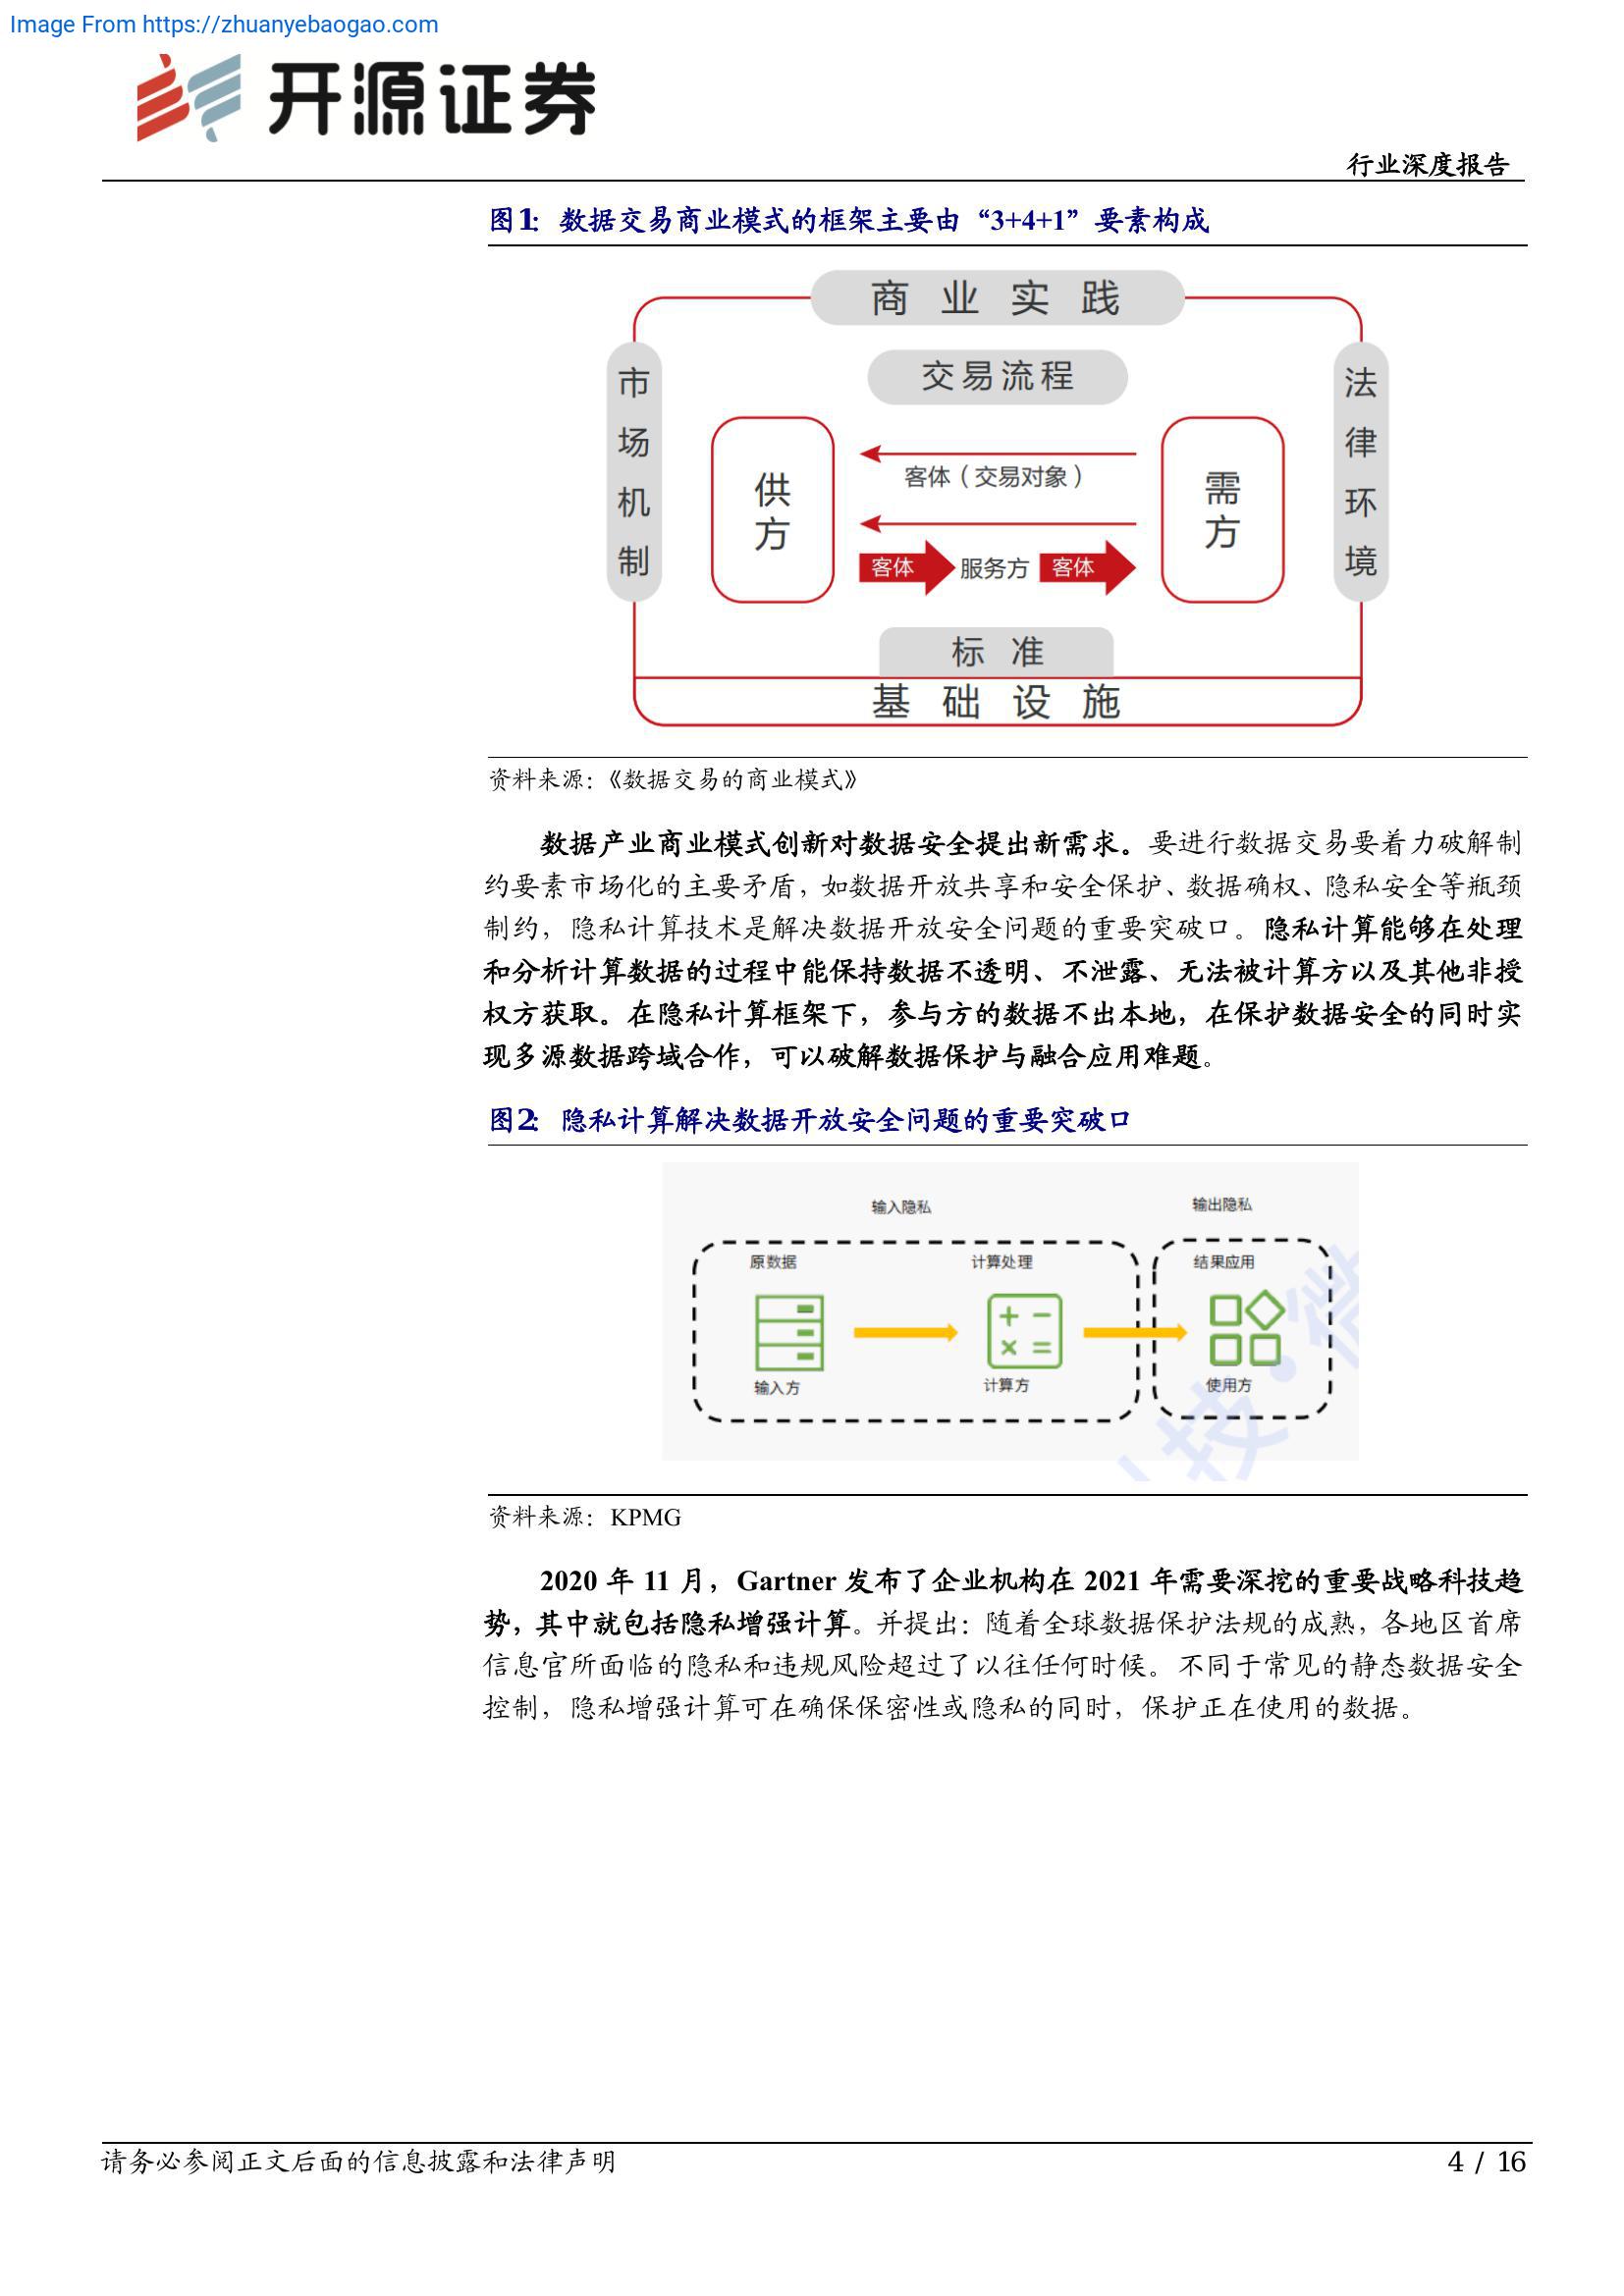 Image From https://zhuanyebaogao.com
开源证券
行业深度报告
图1: 数据交易商业模式的框架主要由“3+4+1”要素构成
商业实践
交易流程
市场机制
法律环境
供方
需方
客体（交易对象）
客体 服务方 客体
标准
基础设施
资料来源：《数据交易的商业模式》
数据产业商业模式创新对数据安全提出新需求。要进行数据交易要着力破解制
约要素市场化的主要矛盾，如数据开放共享和安全保护、数据确权、隐私安全等瓶颈
制约，隐私计算技术是解决数据开放安全问题的重要突破口。隐私计算能够在处理
和分析计算数据的过程中能保持数据不透明、不泄露、无法被计算方以及其他非授
权方获取。在隐私计算框架下，参与方的数据不出本地，在保护数据安全的同时实
现多源数据跨域合作，可以破解数据保护与融合应用难题。
图2: 隐私计算解决数据开放安全问题的重要突破口
输入隐私 输出隐私
原数据 计算处理 结果应用
输入方 计算方 使用方
资料来源：KPMG
2020 年 11 月，Gartner 发布了企业机构在 2021 年需要深挖的重要战略科技趋
势，其中就包括隐私增强计算。并提出：随着全球数据保护法规的成熟，各地区首席
信息官所面临的隐私和违规风险超过了以往任何时候。不同于常见的静态数据安全
控制，隐私增强计算可在确保保密性或隐私的同时，保护正在使用的数据。
请务必参阅正文后面的信息披露和法律声明
4 / 16